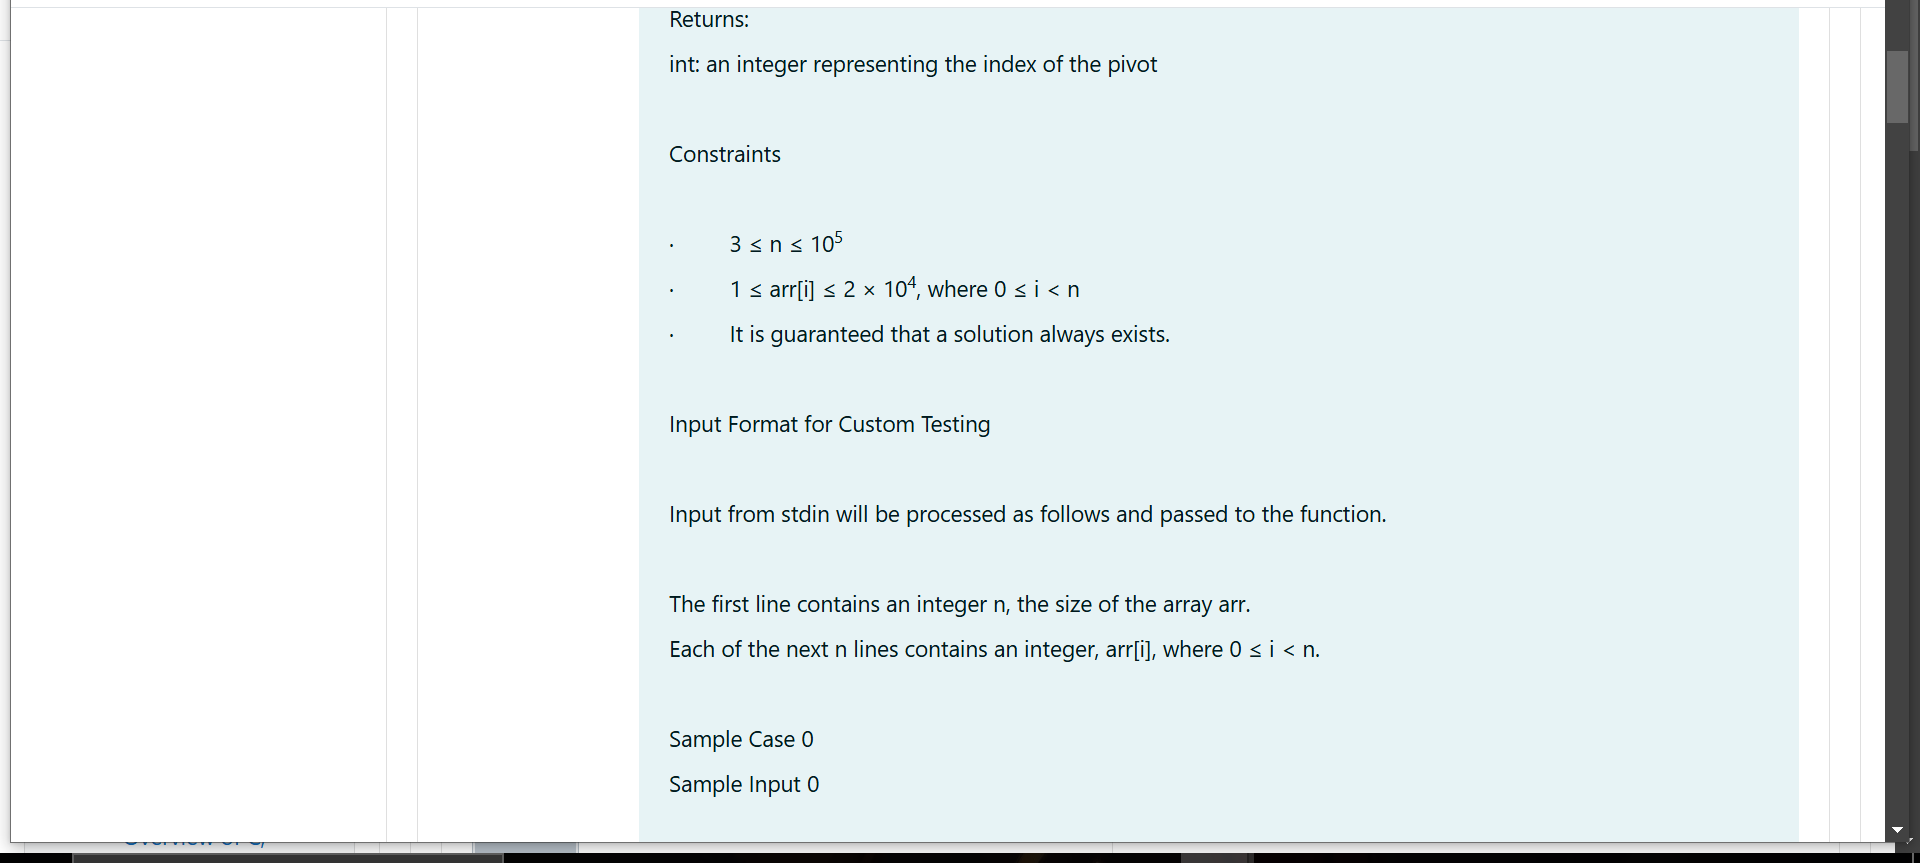 Returns:
int: an integer representing the index of the pivot
Constraints
· 3 ≤ n ≤ 10⁵
· 1 ≤ arr[i] ≤ 2 × 10⁴, where 0 ≤ i < n
· It is guaranteed that a solution always exists.
Input Format for Custom Testing
Input from stdin will be processed as follows and passed to the function.
The first line contains an integer n, the size of the array arr.
Each of the next n lines contains an integer, arr[i], where 0 ≤ i < n.
Sample Case 0
Sample Input 0